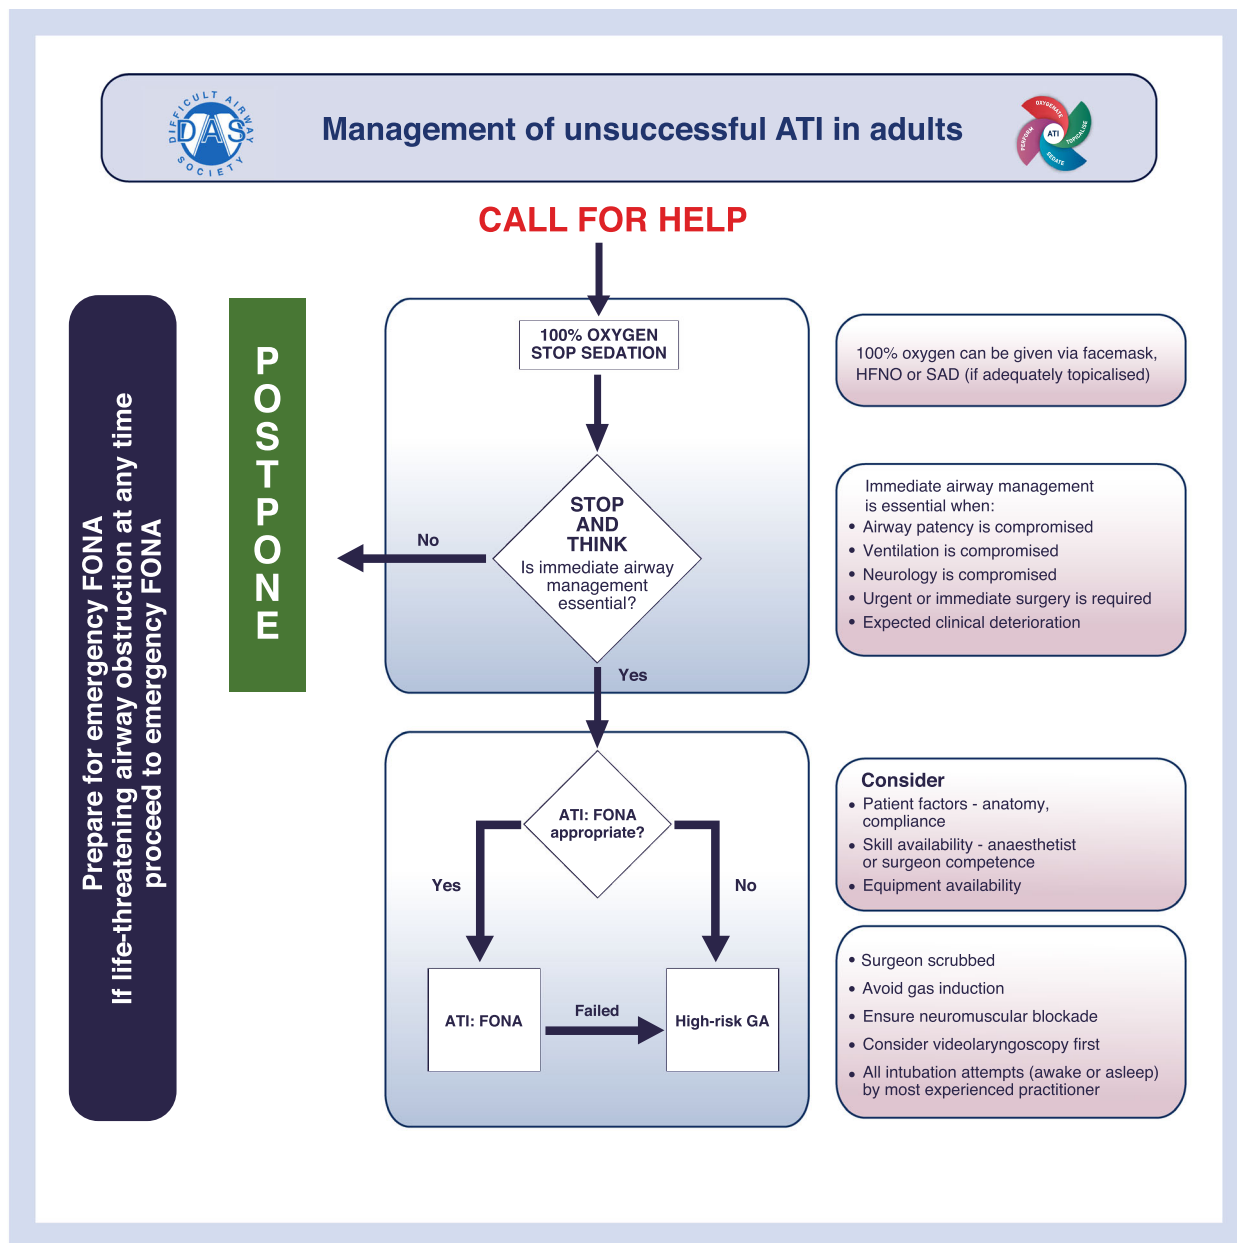 DIFFICULT AIRWAY
DAS
SOCIETY
Management of unsuccessful ATI in adults
OXYGENATE
TOPICALISE
SEDATE
PERFORM
ATI
CALL FOR HELP
Prepare for emergency FONA
If life-threatening airway obstruction at any time
proceed to emergency FONA
P
O
S
T
P
O
N
E
100% OXYGEN
STOP SEDATION
100% oxygen can be given via facemask,
HFNO or SAD (if adequately topicalised)
STOP
AND
THINK
Is immediate airway
management
essential?
No
Yes
Immediate airway management
is essential when:
• Airway patency is compromised
• Ventilation is compromised
• Neurology is compromised
• Urgent or immediate surgery is required
• Expected clinical deterioration
ATI: FONA
appropriate?
Yes
No
Consider
• Patient factors - anatomy,
compliance
• Skill availability - anaesthetist
or surgeon competence
• Equipment availability
ATI: FONA
Failed
High-risk GA
• Surgeon scrubbed
• Avoid gas induction
• Ensure neuromuscular blockade
• Consider videolaryngoscopy first
• All intubation attempts (awake or asleep)
by most experienced practitioner